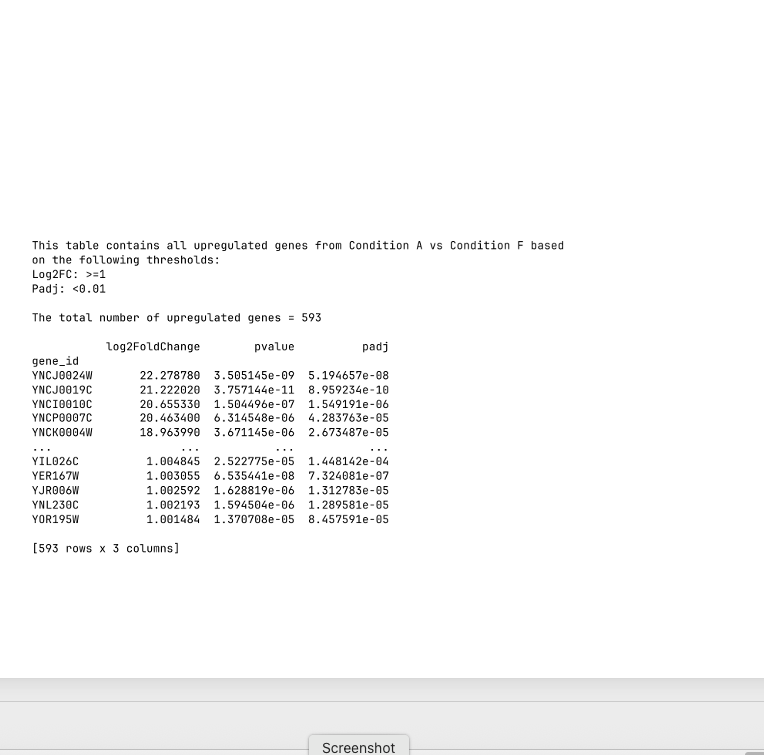 This table contains all upregulated genes from Condition A vs Condition F based
on the following thresholds:
Log2FC: >=1
Padj: <0.01
The total number of upregulated genes = 593
log2FoldChange pvalue padj
gene_id
YNCJ0024W 22.278780 3.505145e-09 5.194657e-08
YNCJ0019C 21.222020 3.757144e-11 8.959234e-10
YNCI0010C 20.655330 1.504496e-07 1.549191e-06
YNCP0007C 20.463400 6.314548e-06 4.283763e-05
YNCK0004W 18.963990 3.671145e-06 2.673487e-05
... ... ... ...
YIL026C 1.004845 2.522775e-05 1.448142e-04
YER167W 1.003055 6.535441e-08 7.324081e-07
YJR006W 1.002592 1.628819e-06 1.312783e-05
YNL230C 1.002193 1.594504e-06 1.289581e-05
YOR195W 1.001484 1.370708e-05 8.457591e-05
[593 rows x 3 columns]
Screenshot